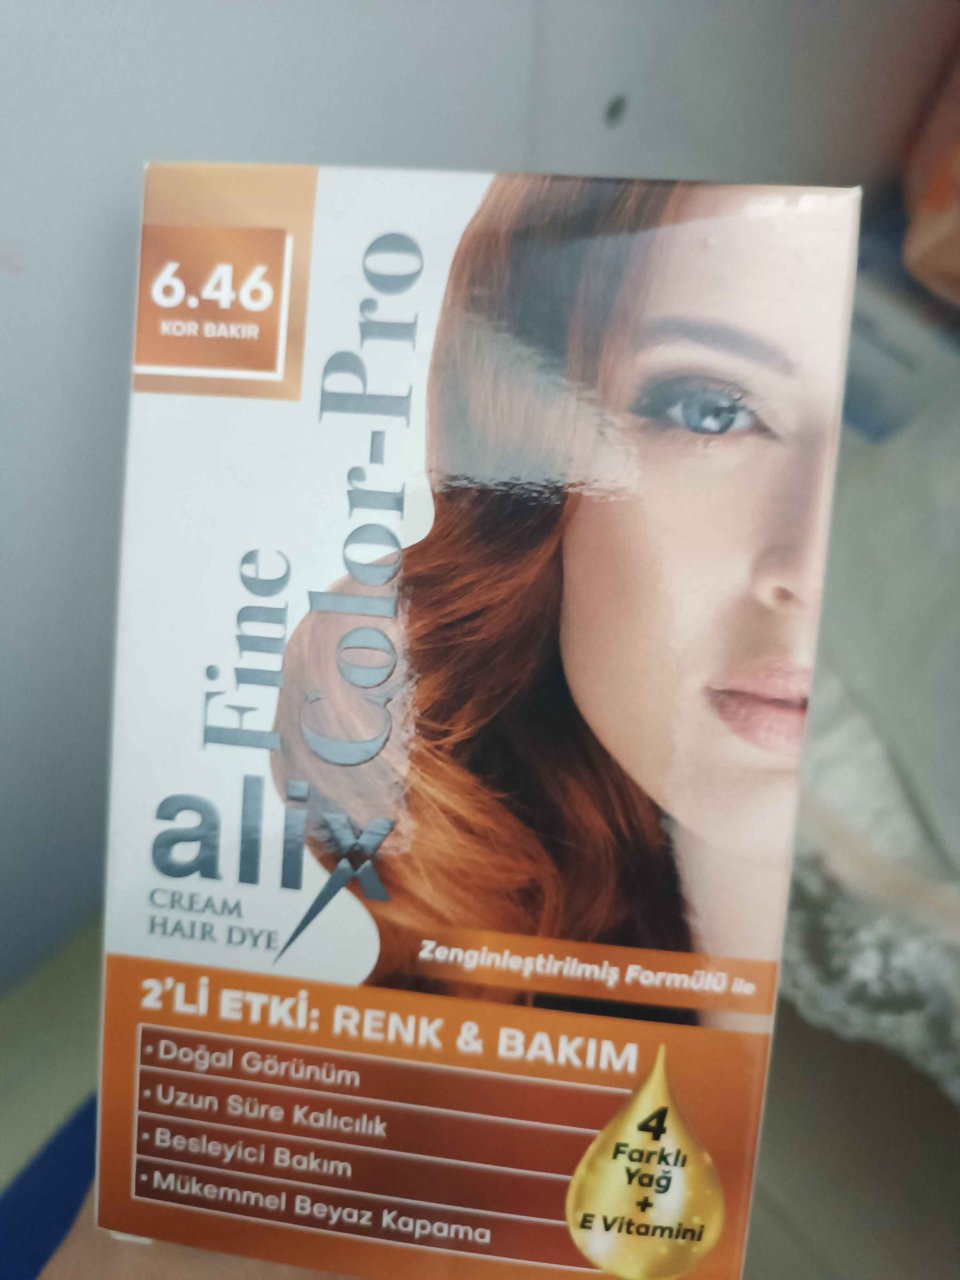 6.46
KOR BAKIR
Fine
Color-Pro
alix
CREAM
HAIR DYE
Zenginleştirilmiş Formülü ile
2'Lİ ETKİ: RENK & BAKIM
• Doğal Görünüm
• Uzun Süre Kalıcılık
• Besleyici Bakım
• Mükemmel Beyaz Kapama
4
Farklı
Yağ
+
E Vitamini